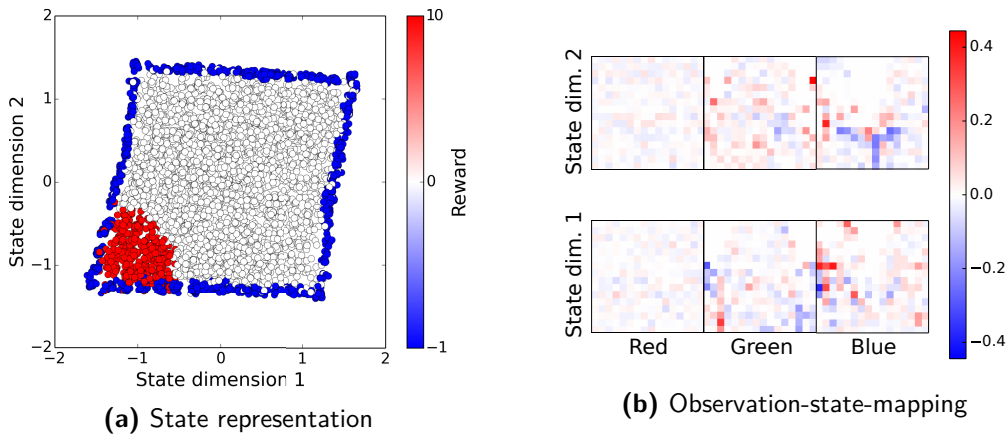 2
1
0
−1
−2
−2
−1
0
1
2
State dimension 2
State dimension 1
10
0
−1
Reward
(a) State representation
State dim. 2
State dim. 1
Red
Green
Blue
0.4
0.2
0.0
−0.2
−0.4
(b) Observation-state-mapping